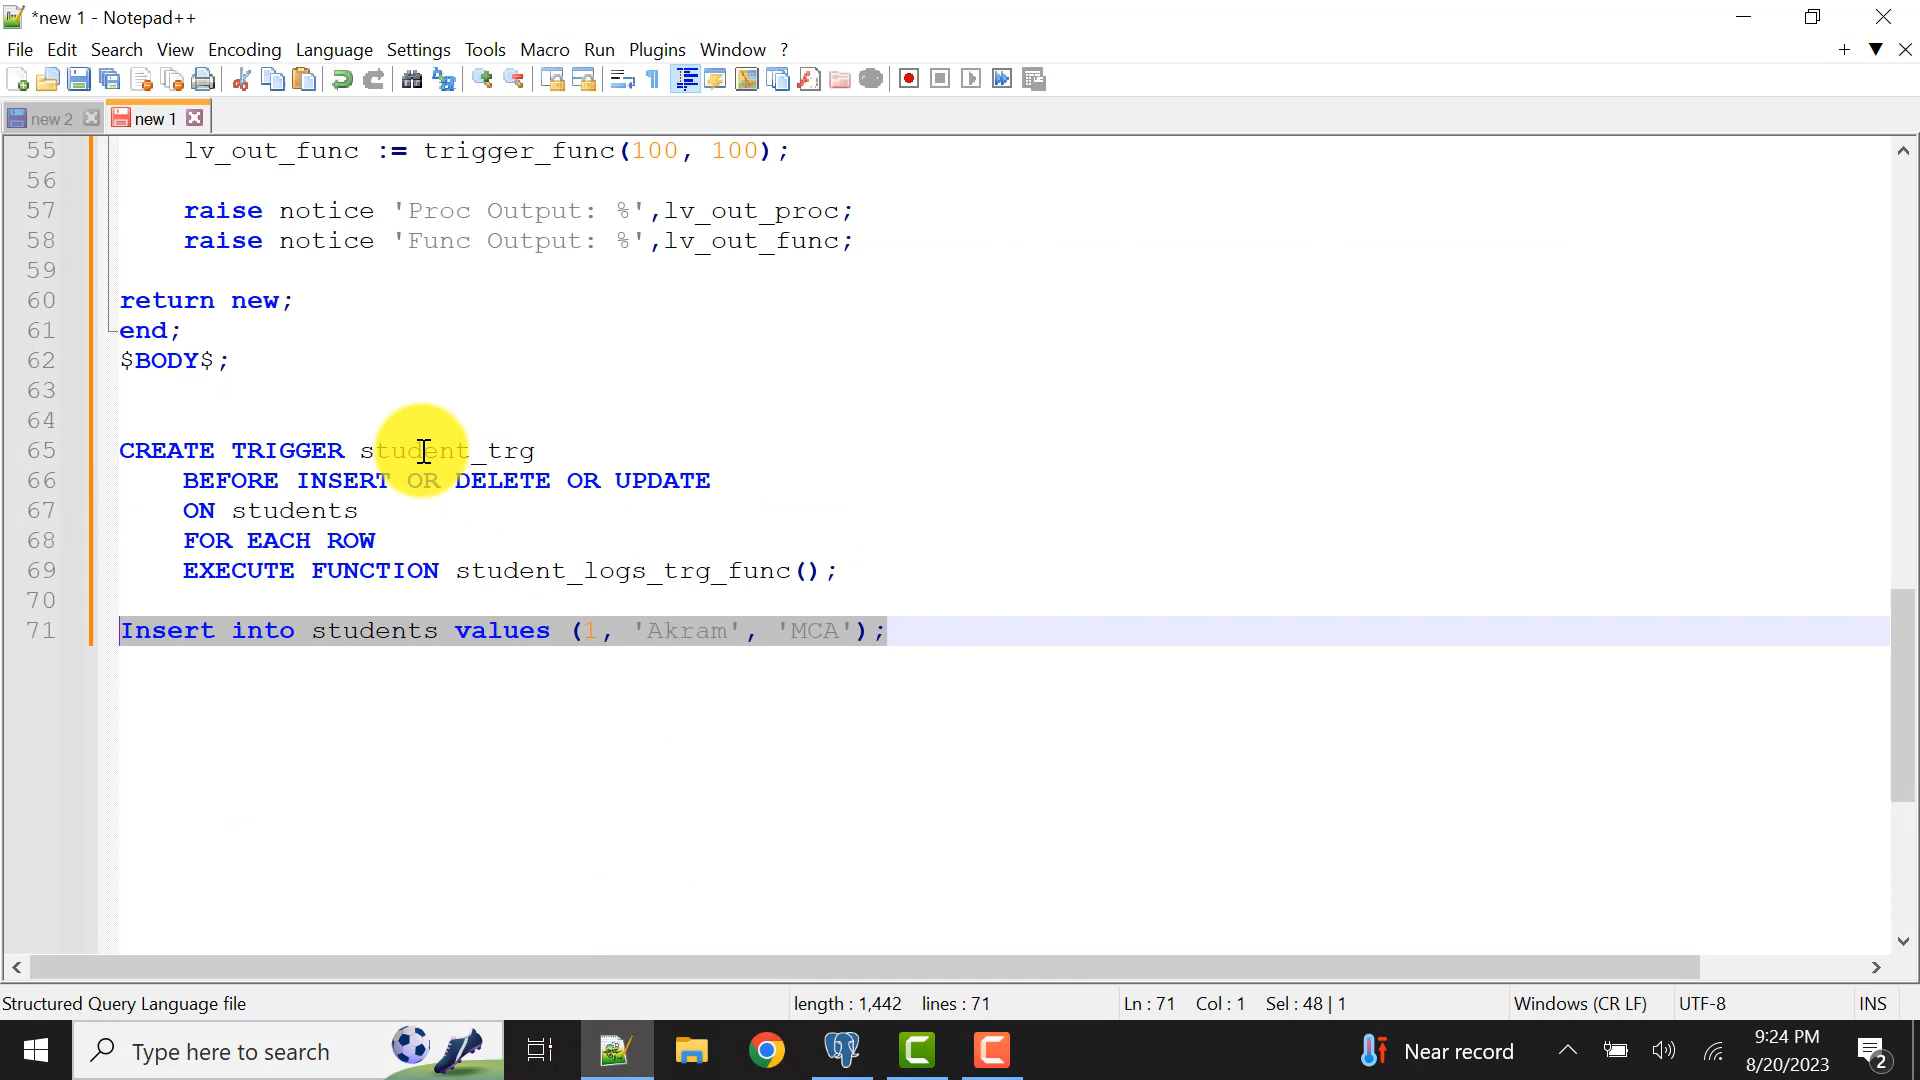 *new 1 - Notepad++
File Edit Search View Encoding Language Settings Tools Macro Run Plugins Window ?
new 2 new 1
55 lv_out_func := trigger_func(100, 100);
56
57 raise notice 'Proc Output: %',lv_out_proc;
58 raise notice 'Func Output: %',lv_out_func;
59
60 return new;
61 end;
62 $BODY$;
63
64
65 CREATE TRIGGER student_trg
66 BEFORE INSERT OR DELETE OR UPDATE
67 ON students
68 FOR EACH ROW
69 EXECUTE FUNCTION student_logs_trg_func();
70
71 Insert into students values (1, 'Akram', 'MCA');
Structured Query Language file length : 1,442 lines : 71 Ln : 71 Col : 1 Sel : 48 | 1 Windows (CR LF) UTF-8 INS
Type here to search Near record 9:24 PM
8/20/2023 2